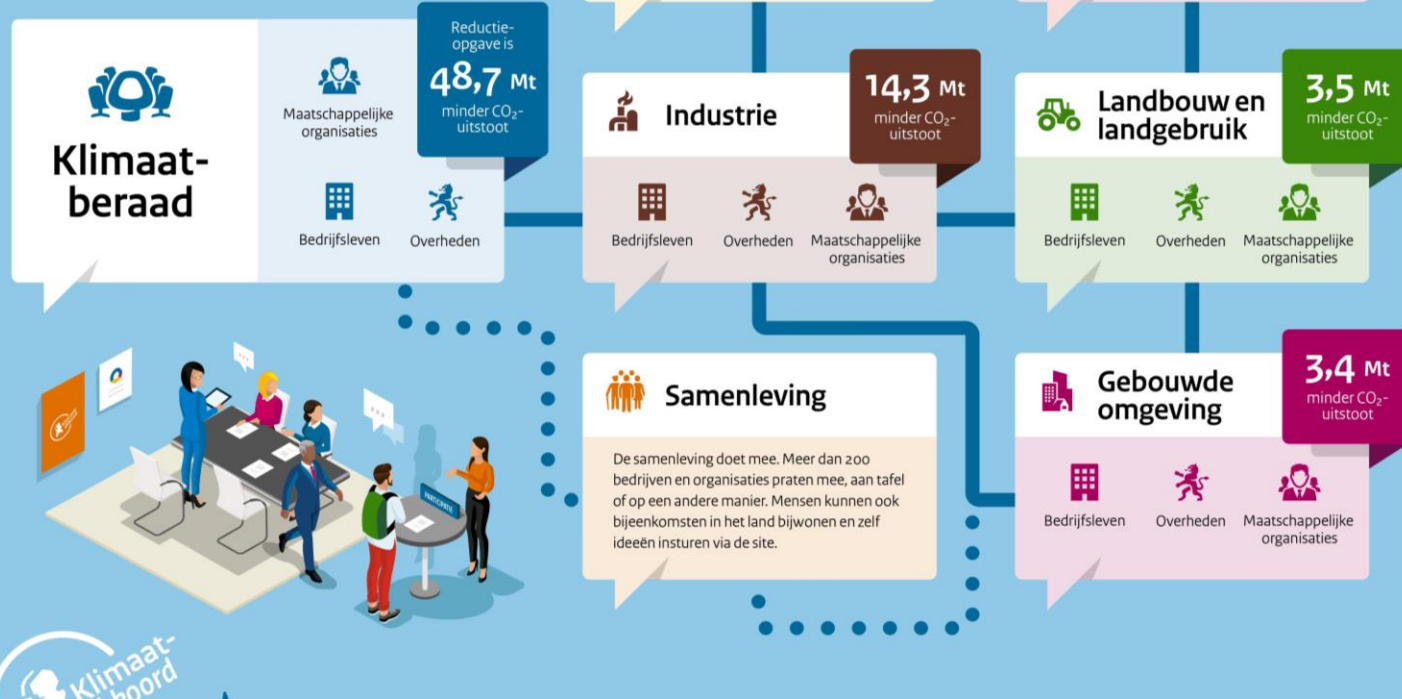 Klimaat-
beraad
Maatschappelijke
organisaties
Bedrijfsleven
Overheden
Reductie-
opgave is
48,7 Mt
minder CO₂-
uitstoot
Industrie
14,3 Mt
minder CO₂-
uitstoot
Bedrijfsleven
Overheden
Maatschappelijke
organisaties
Landbouw en
landgebruik
3,5 Mt
minder CO₂-
uitstoot
Bedrijfsleven
Overheden
Maatschappelijke
organisaties
Samenleving
De samenleving doet mee. Meer dan 200
bedrijven en organisaties praten mee, aan tafel
of op een andere manier. Mensen kunnen ook
bijeenkomsten in het land bijwonen en zelf
ideeën insturen via de site.
Gebouwde
omgeving
3,4 Mt
minder CO₂-
uitstoot
Bedrijfsleven
Overheden
Maatschappelijke
organisaties
PARTICIPATIE
Klimaat-